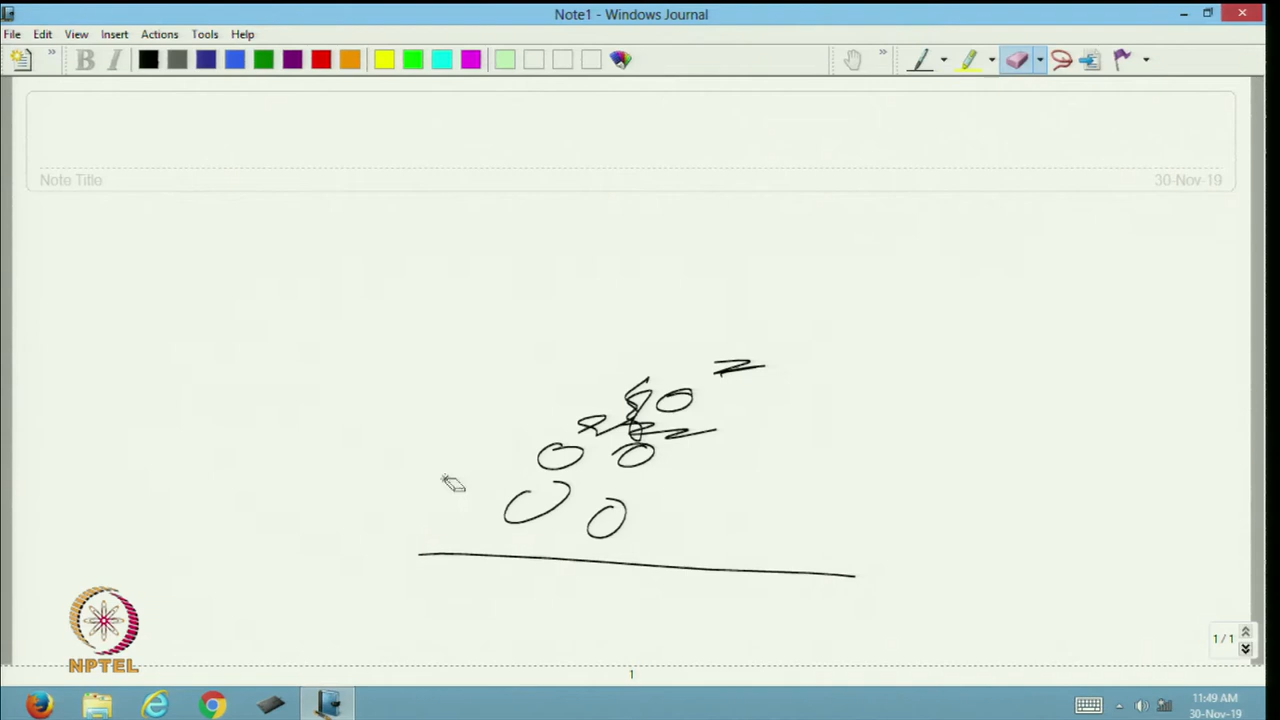 Note1 - Windows Journal
File Edit View Insert Actions Tools Help
B I
Note Title
30-Nov-19
1 / 1
NPTEL
1
11:49 AM
30-Nov-19